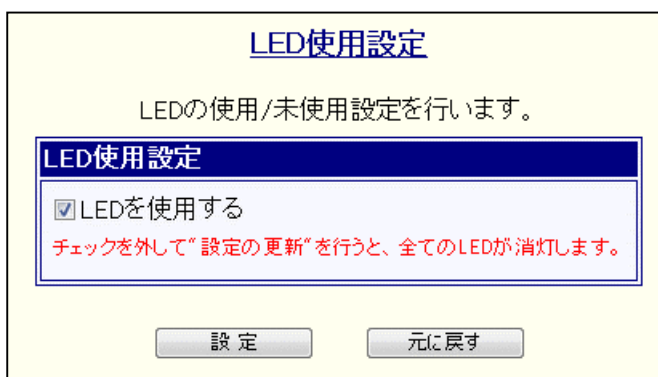 LED使用設定
LEDの使用/未使用設定を行います。
LED使用設定
LEDを使用する
チェックを外して“設定の更新“を行うと、全てのLEDが消灯します。
設 定
元に戻す